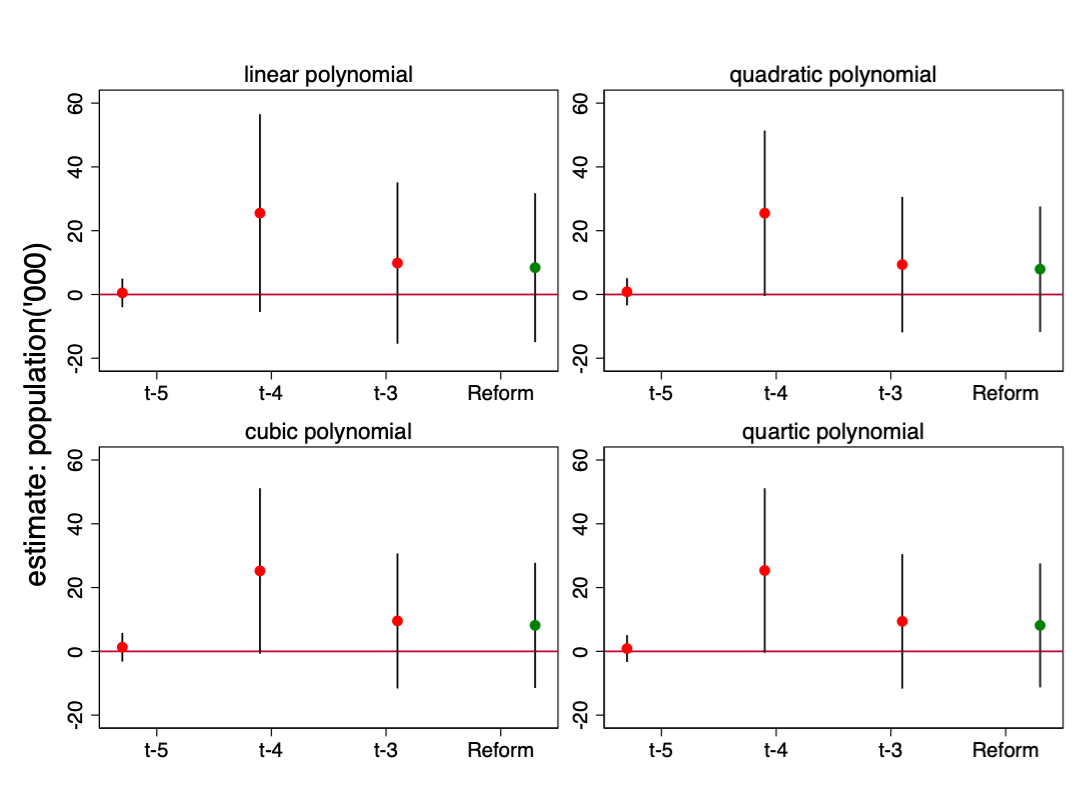 estimate: population('000)
linear polynomial
60
40
20
0
-20
t-5 t-4 t-3 Reform
quadratic polynomial
60
40
20
0
-20
t-5 t-4 t-3 Reform
cubic polynomial
60
40
20
0
-20
t-5 t-4 t-3 Reform
quartic polynomial
60
40
20
0
-20
t-5 t-4 t-3 Reform